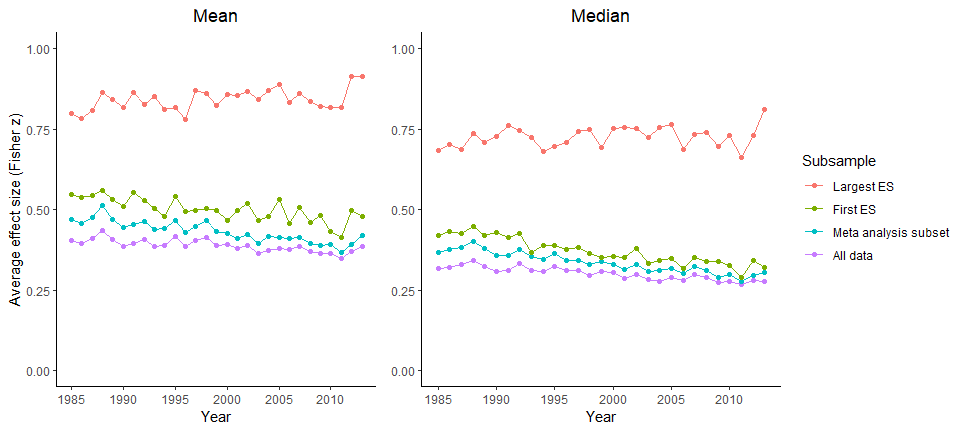 Mean
Median
Average effect size (Fisher z)
1.00
0.75
0.50
0.25
0.00
1985 1990 1995 2000 2005 2010
Year
1.00
0.75
0.50
0.25
0.00
1985 1990 1995 2000 2005 2010
Year
Subsample
Largest ES
First ES
Meta analysis subset
All data